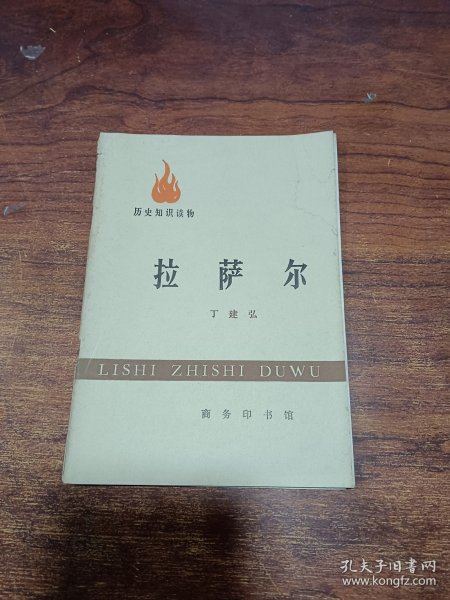 历史知识读物
拉萨尔
丁建弘
LISHI ZHISHI DUWU
商务印书馆
孔夫子旧书网
www.kongfz.com